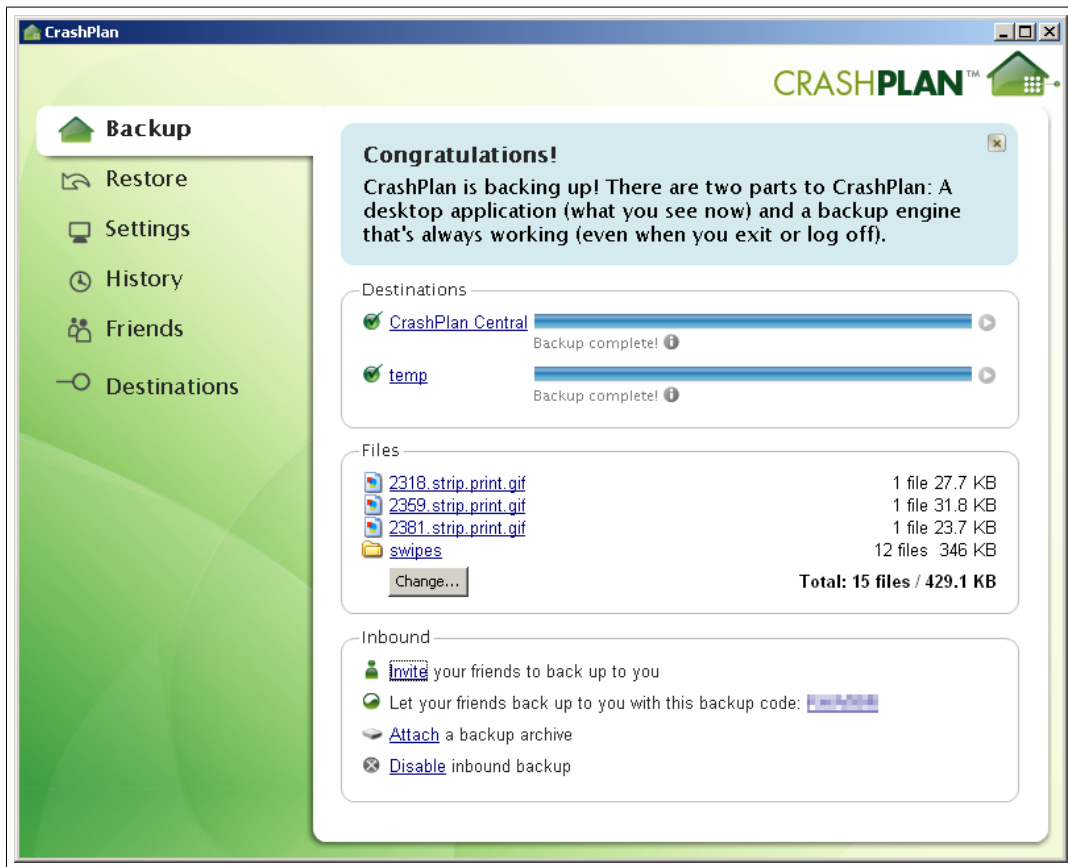 CrashPlan
CRASHPLAN™
Backup
Restore
Settings
History
Friends
Destinations
Congratulations!
CrashPlan is backing up! There are two parts to CrashPlan: A
desktop application (what you see now) and a backup engine
that's always working (even when you exit or log off).
Destinations
CrashPlan Central
Backup complete!
temp
Backup complete!
Files
2318.strip.print.gif 1 file 27.7 KB
2359.strip.print.gif 1 file 31.8 KB
2381.strip.print.gif 1 file 23.7 KB
swipes 12 files 346 KB
Change... Total: 15 files / 429.1 KB
Inbound
Invite your friends to back up to you
Let your friends back up to you with this backup code:
Attach a backup archive
Disable inbound backup